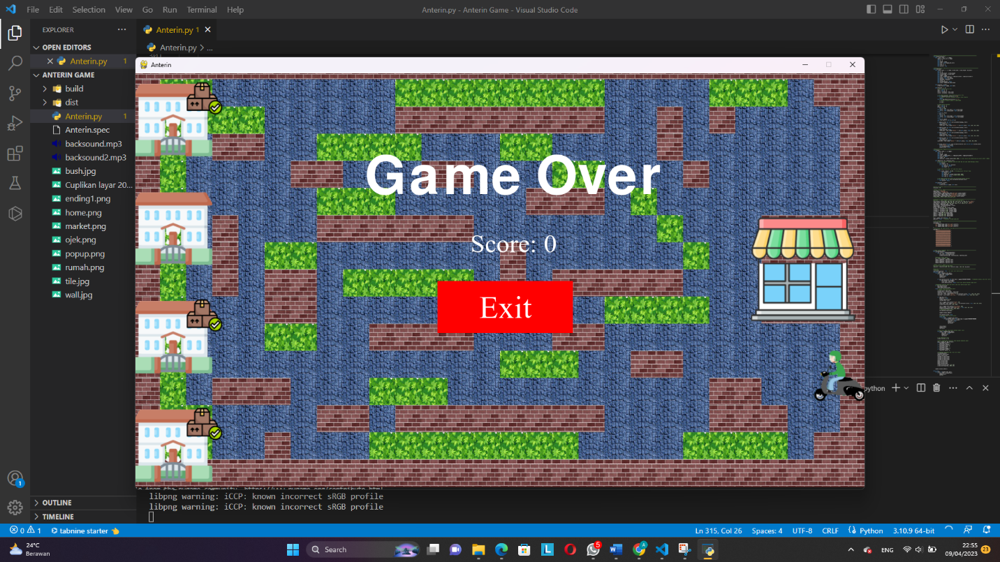 File Edit Selection View Go Run Terminal Help
Anterin.py - Anterin Game - Visual Studio Code
EXPLORER
Anterin.py 1
OPEN EDITORS
Anterin.py > ...
Anterin.py 1
ANTERIN GAME
Anterin
build
dist
Anterin.py 1
Anterin.spec
backsound.mp3
backsound2.mp3
bush.jpg
Cuplikan layar 20...
ending1.png
home.png
market.png
ojek.png
popup.png
rumah.png
tile.jpg
wall.jpg
Game Over
Score: 0
Exit
python
libpng warning: iCCP: known incorrect sRGB profile
libpng warning: iCCP: known incorrect sRGB profile
OUTLINE
TIMELINE
1
0 1 tabnine starter
Ln 315, Col 26 Spaces: 4 UTF-8 CRLF Python 3.10.9 64-bit
24°C
Berawan
Search
5
ENG
22:55
09/04/2023
23